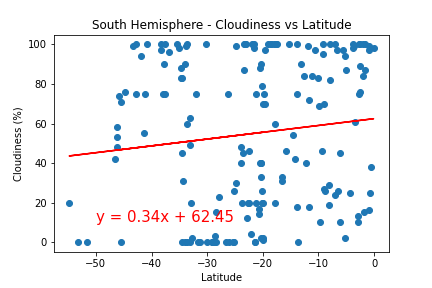 South Hemisphere - Cloudiness vs Latitude
100
80
60
40
20
0
Cloudiness (%)
y = 0.34x + 62.45
−50 −40 −30 −20 −10 0
Latitude